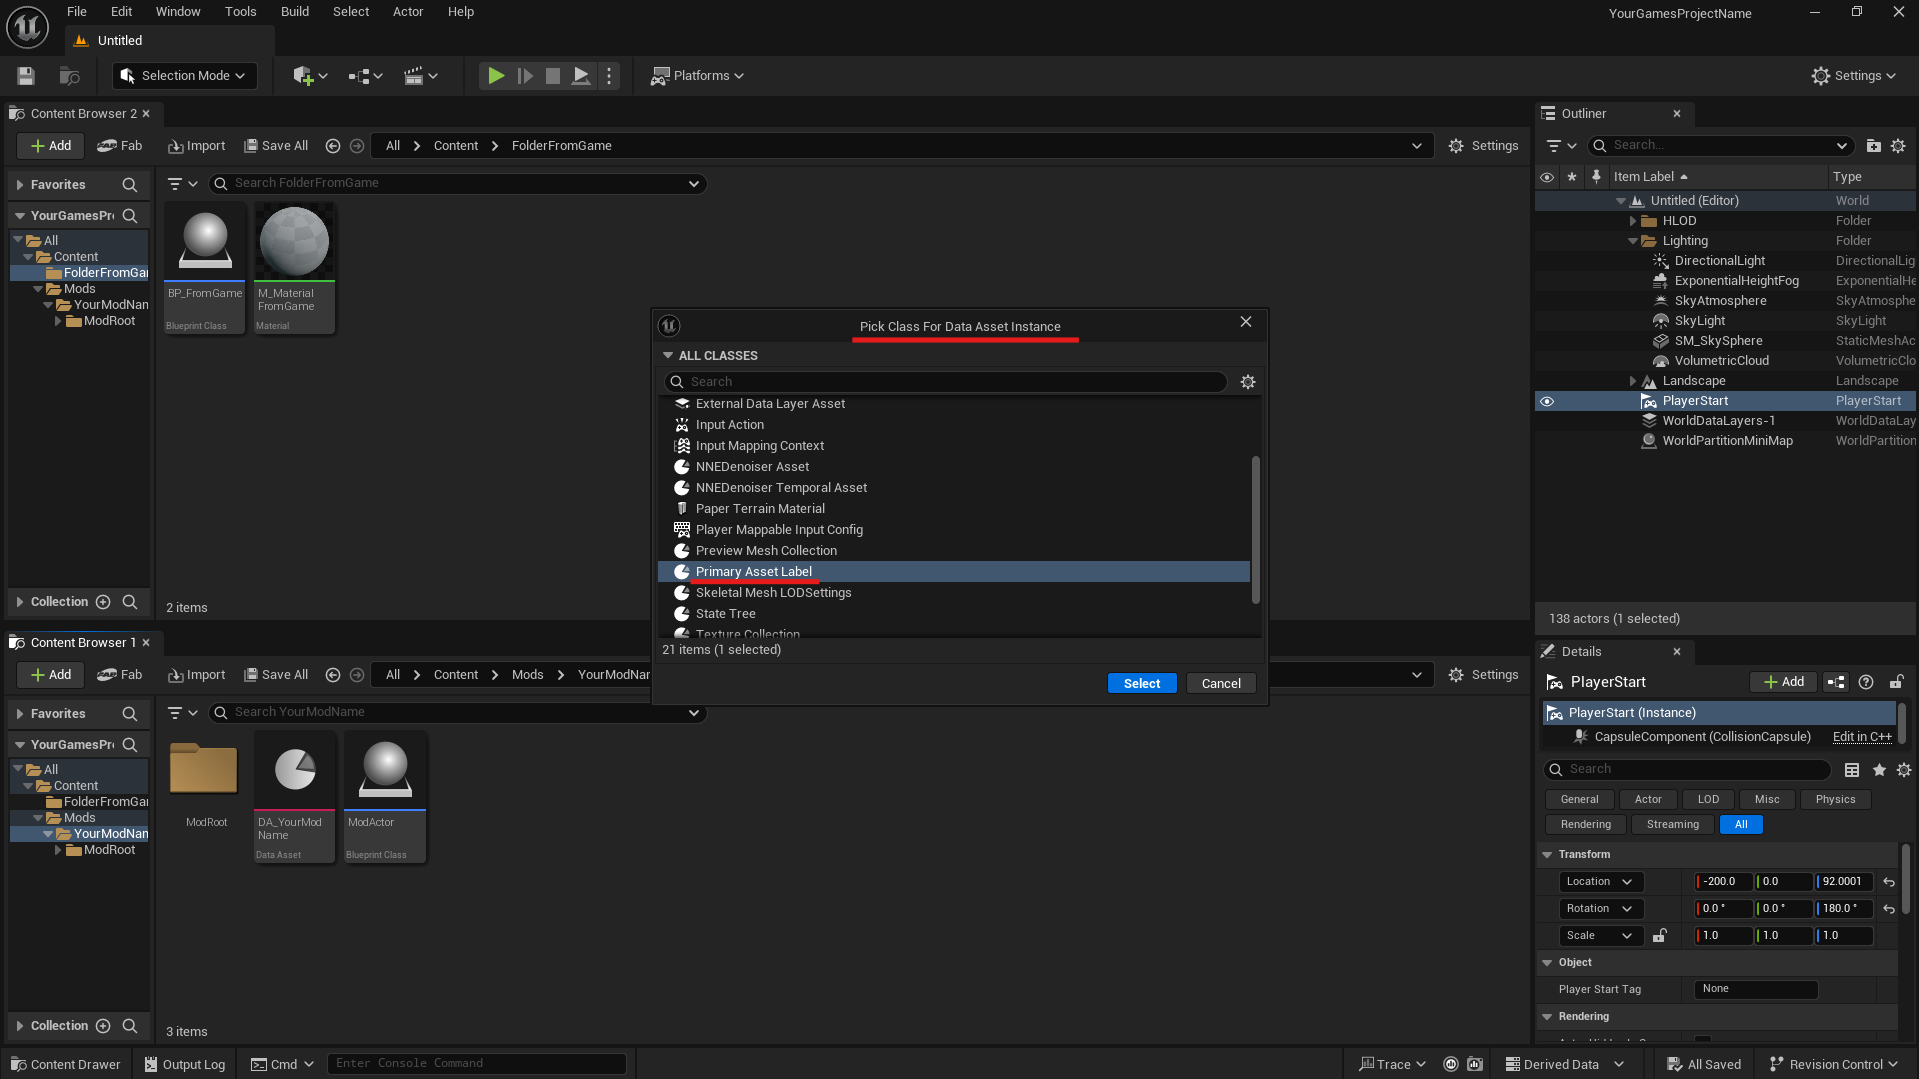 File Edit Window Tools Build Select Actor Help
YourGamesProjectName
Untitled
Selection Mode
Platforms
Settings
Content Browser 2
Add Fab Import Save All All > Content > FolderFromGame Settings
Favorites
Search FolderFromGame
YourGamesPr
All
Content
FolderFromGar
Mods
YourModNan
ModRoot
Collection
BP_FromGame
Blueprint Class
M_Material
FromGame
Material
2 items
Pick Class For Data Asset Instance
ALL CLASSES
Search
External Data Layer Asset
Input Action
Input Mapping Context
NNEDenoiser Asset
NNEDenoiser Temporal Asset
Paper Terrain Material
Player Mappable Input Config
Preview Mesh Collection
Primary Asset Label
Skeletal Mesh LODSettings
State Tree
Texture Collection
21 items (1 selected)
Select Cancel
Content Browser 1
Add Fab Import Save All All > Content > Mods > YourModNar Settings
Favorites
Search YourModName
YourGamesPr
All
Content
FolderFromGar
Mods
YourModNan
ModRoot
Collection
ModRoot
DA_YourMod
Name
Data Asset
ModActor
Blueprint Class
3 items
Outliner
Search...
Item Label Type
Untitled (Editor) World
HLOD Folder
Lighting Folder
DirectionalLight DirectionalLig
ExponentialHeightFog ExponentialHe
SkyAtmosphere SkyAtmosphe
SkyLight SkyLight
SM_SkySphere StaticMeshAc
VolumetricCloud VolumetricClo
Landscape Landscape
PlayerStart PlayerStart
WorldDataLayers-1 WorldDataLay
WorldPartitionMiniMap WorldPartition
138 actors (1 selected)
Details
PlayerStart Add
PlayerStart (Instance)
CapsuleComponent (CollisionCapsule) Edit in C++
Search
General Actor LOD Misc Physics
Rendering Streaming All
Transform
Location -200.0 0.0 92.0001
Rotation 0.0 ° 0.0 ° 180.0 °
Scale 1.0 1.0 1.0
Object
Player Start Tag None
Rendering
Content Drawer Output Log Cmd Enter Console Command Trace Derived Data All Saved Revision Control